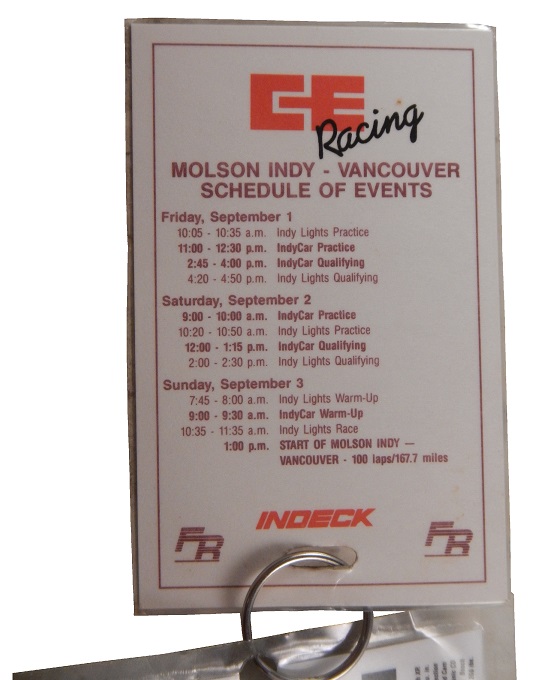 CE
Racing
MOLSON INDY - VANCOUVER
SCHEDULE OF EVENTS
Friday, September 1
10:05 - 10:35 a.m. Indy Lights Practice
11:00 - 12:30 p.m. IndyCar Practice
2:45 - 4:00 p.m. IndyCar Qualifying
4:20 - 4:50 p.m. Indy Lights Qualifying
Saturday, September 2
9:00 - 10:00 a.m. IndyCar Practice
10:20 - 10:50 a.m. Indy Lights Practice
12:00 - 1:15 p.m. IndyCar Qualifying
2:00 - 2:30 p.m. Indy Lights Qualifying
Sunday, September 3
7:45 - 8:00 a.m. Indy Lights Warm-Up
9:00 - 9:30 a.m. IndyCar Warm-Up
10:35 - 11:35 a.m. Indy Lights Race
1:00 p.m. START OF MOLSON INDY —
VANCOUVER - 100 laps/167.7 miles
INDECK
FR FR